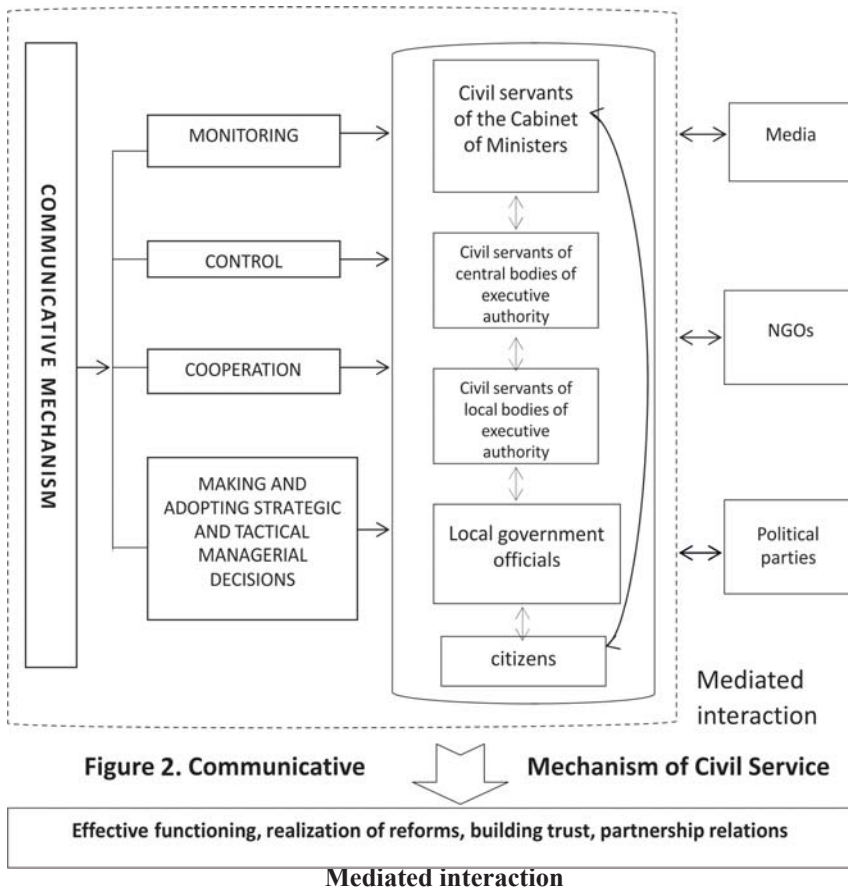 COMMUNICATIVE MECHANISM
MONITORING
CONTROL
COOPERATION
MAKING AND
ADOPTING STRATEGIC
AND TACTICAL
MANAGERIAL
DECISIONS
Civil servants
of the Cabinet
of Ministers
Civil servants of
central bodies of
executive
authority
Civil servants of
local bodies of
executive
authority
Local government
officials
citizens
Media
NGOs
Political
parties
Mediated
interaction
Figure 2. Communicative Mechanism of Civil Service
Effective functioning, realization of reforms, building trust, partnership relations
Mediated interaction